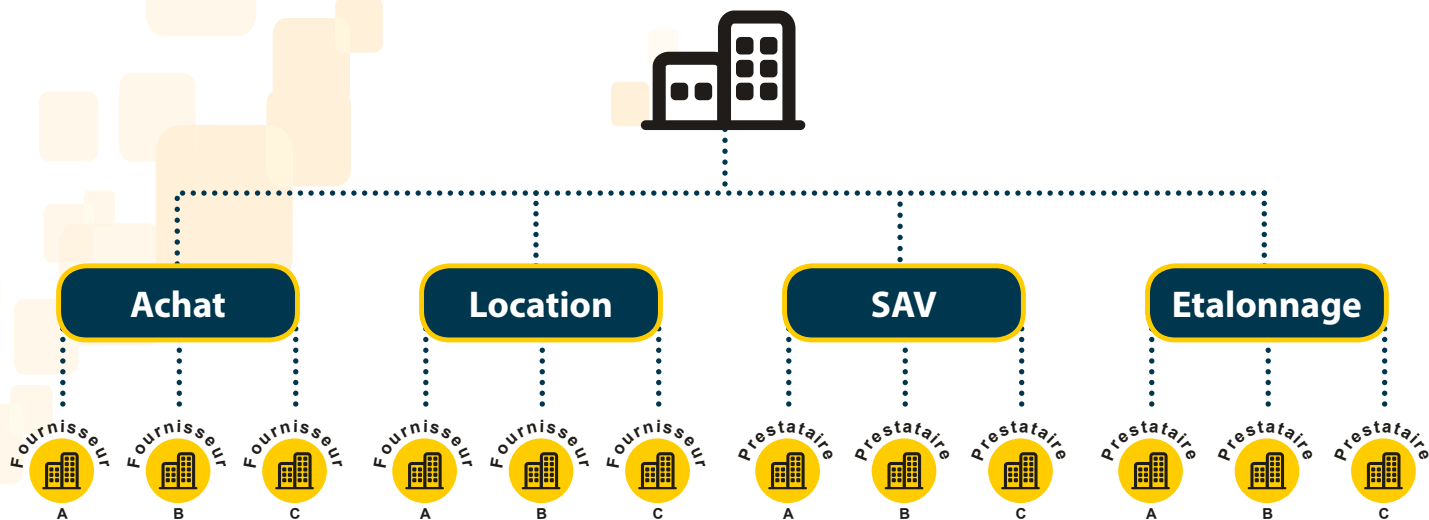 Achat Location SAV Etalonnage
Fournisseur Fournisseur Fournisseur Fournisseur Fournisseur Fournisseur Prestataire Prestataire Prestataire Prestataire Prestataire Prestataire
A B C A B C A B C A B C